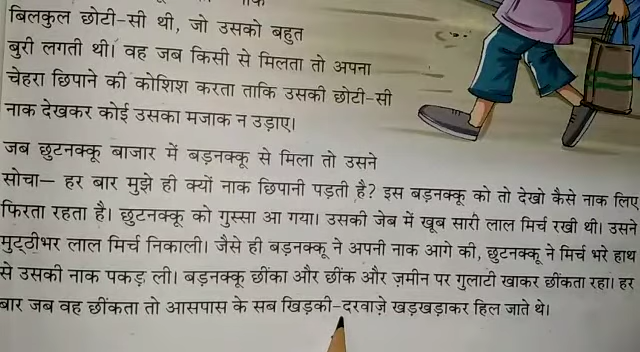 बिलकुल छोटी-सी थी, जो उसको बहुत
बुरी लगती थी। वह जब किसी से मिलता तो अपना
चेहरा छिपाने की कोशिश करता ताकि उसकी छोटी-सी
नाक देखकर कोई उसका मजाक न उड़ाए।
जब छुटनक्कू बाजार में बड़नक्कू से मिला तो उसने
सोचा— हर बार मुझे ही क्यों नाक छिपानी पड़ती है? इस बड़नक्कू को तो देखो कैसे नाक लिए
फिरता रहता है। छुटनक्कू को गुस्सा आ गया। उसकी जेब में खूब सारी लाल मिर्च रखी थी। उसने
मुट्ठीभर लाल मिर्च निकाली। जैसे ही बड़नक्कू ने अपनी नाक आगे की, छुटनक्कू ने मिर्च भरे हाथ
से उसकी नाक पकड़ ली। बड़नक्कू छींका और छींक और ज़मीन पर गुलाटी खाकर छींकता रहा। हर
बार जब वह छींकता तो आसपास के सब खिड़की-दरवाज़े खड़खड़ाकर हिल जाते थे।